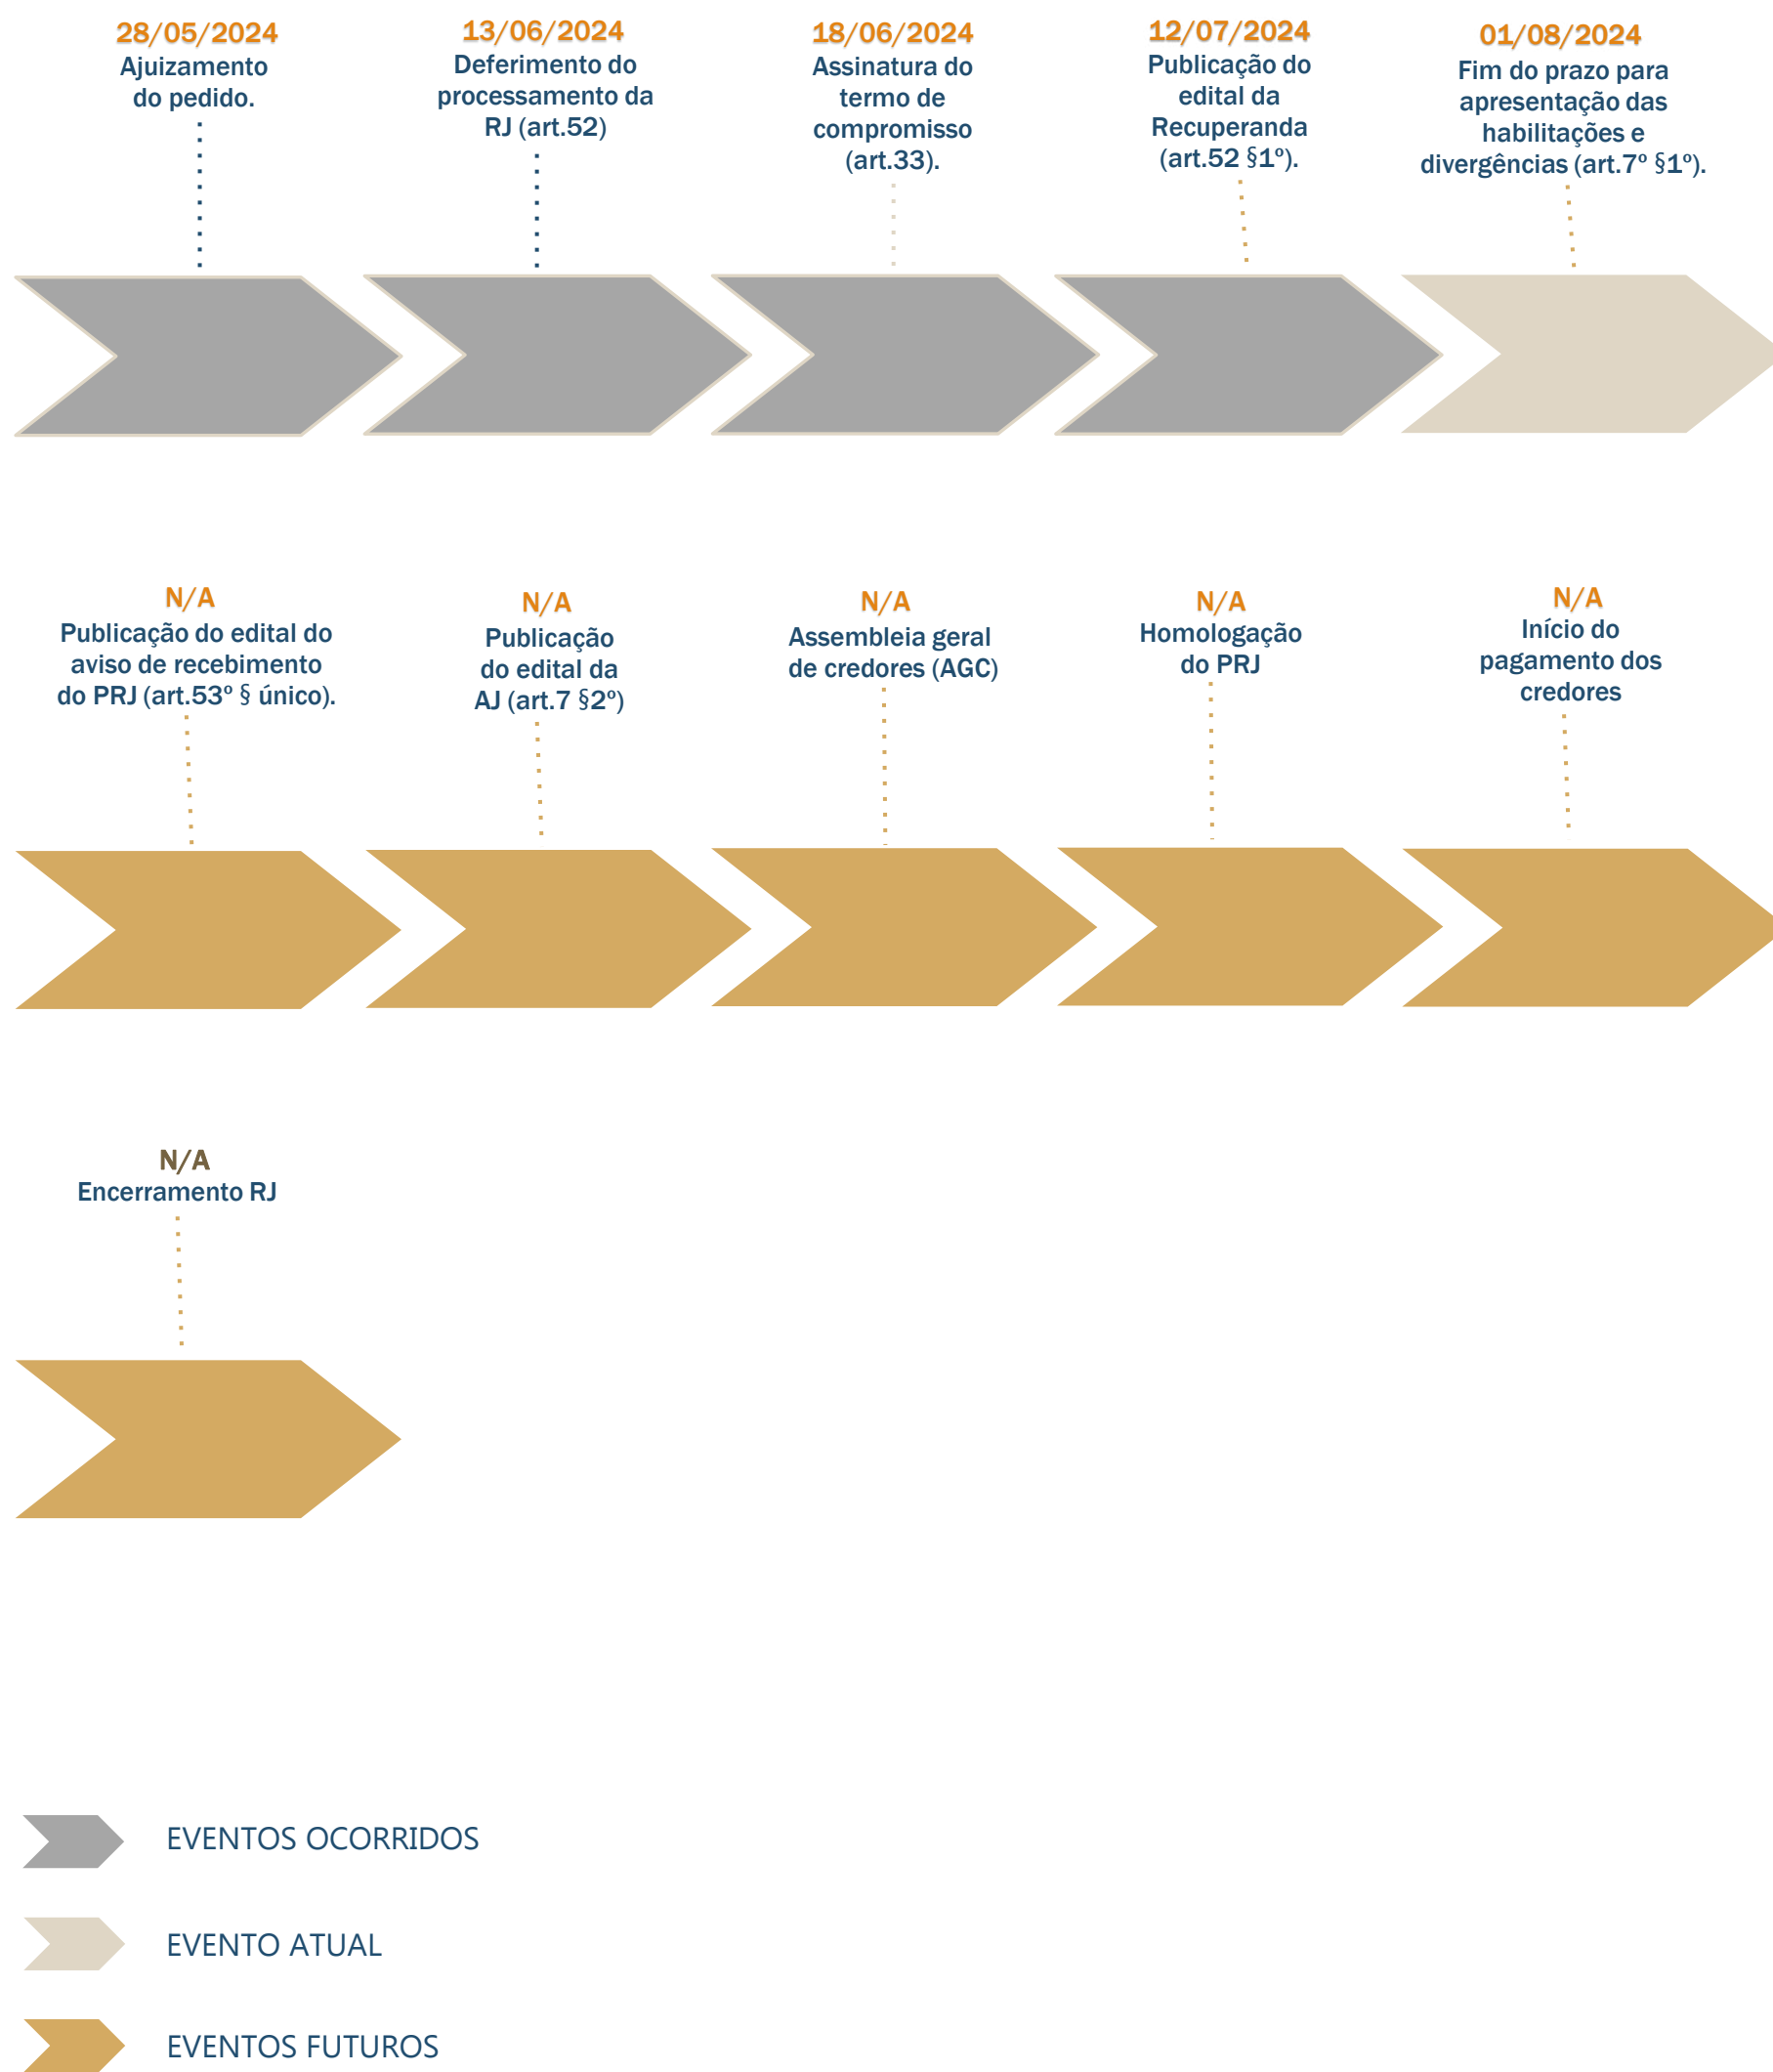 28/05/2024
Ajuizamento
do pedido.
13/06/2024
Deferimento do
processamento da
RJ (art.52)
18/06/2024
Assinatura do
termo de
compromisso
(art.33).
12/07/2024
Publicação do
edital da
Recuperanda
(art.52 §1º).
01/08/2024
Fim do prazo para
apresentação das
habilitações e
divergências (art.7º §1º).
N/A
Publicação do edital do
aviso de recebimento
do PRJ (art.53º § único).
N/A
Publicação
do edital da
AJ (art.7 §2º)
N/A
Assembleia geral
de credores (AGC)
N/A
Homologação
do PRJ
N/A
Início do
pagamento dos
credores
N/A
Encerramento RJ
EVENTOS OCORRIDOS
EVENTO ATUAL
EVENTOS FUTUROS